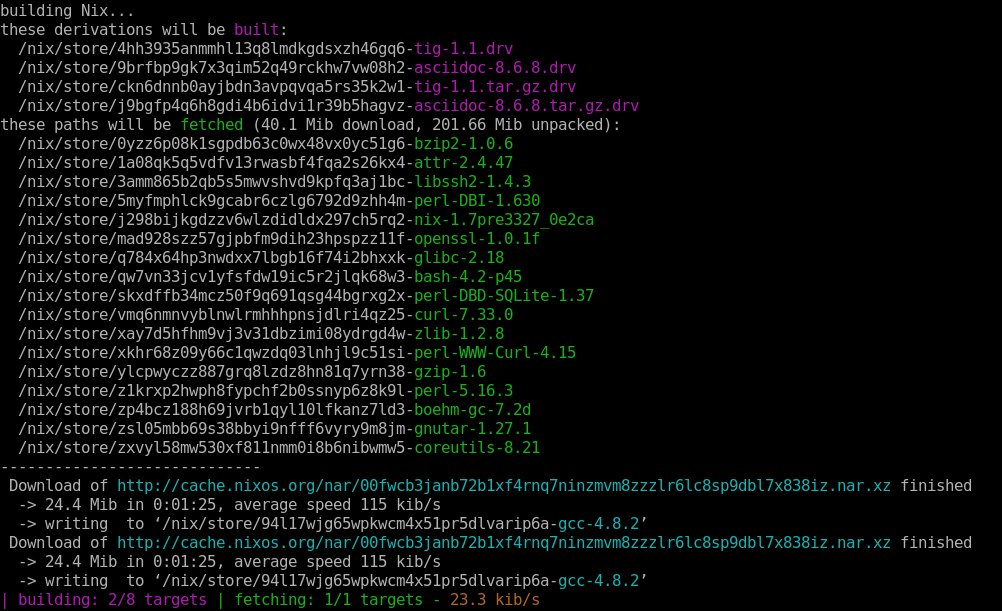 building Nix...
these derivations will be built:
/nix/store/4hh3935anmmhl13q8lmdkgdsxzh46gq6-tig-1.1.drv
/nix/store/9brfbp9gk7x3qim52q49rckhw7vw08h2-asciidoc-8.6.8.drv
/nix/store/ckn6dnnb0ayjbdn3avpqvqa5rs35k2w1-tig-1.1.tar.gz.drv
/nix/store/j9bgfp4q6h8gdi4b6idvi1r39b5hagvz-asciidoc-8.6.8.tar.gz.drv
these paths will be fetched (40.1 Mib download, 201.66 Mib unpacked):
/nix/store/0yzz6p08k1sgpdb63c0wx48vx0yc51g6-bzip2-1.0.6
/nix/store/1a08qk5q5vdfv13rwasbf4fqa2s26kx4-attr-2.4.47
/nix/store/3amm865b2qb5s5mwvshvd9kpfq3aj1bc-libssh2-1.4.3
/nix/store/5myfmphlck9gcabr6czlg6792d9zhh4m-perl-DBI-1.630
/nix/store/j298bijkgdzzv6wlzdidldx297ch5rq2-nix-1.7pre3327_0e2ca
/nix/store/mad928szz57gjpbfm9dih23hpspzz11f-openssl-1.0.1f
/nix/store/q784x64hp3nwdxx7lbgb16f74i2bhxxk-glibc-2.18
/nix/store/qw7vn33jcv1yfsfdw19ic5r2jlqk68w3-bash-4.2-p45
/nix/store/skxdffb34mcz50f9q691qsg44bgrxg2x-perl-DBD-SQLite-1.37
/nix/store/vmq6nmnvyblnwlrmhhhpnsjdlri4qz25-curl-7.33.0
/nix/store/xay7d5hfhm9vj3v31dbzimi08ydrgd4w-zlib-1.2.8
/nix/store/xkhr68z09y66c1qwzdq03lnhjl9c51si-perl-WWW-Curl-4.15
/nix/store/ylcpwyczz887grq8lzdz8hn81q7yrn38-gzip-1.6
/nix/store/z1krxp2hwph8fypchf2b0ssnyp6z8k9l-perl-5.16.3
/nix/store/zp4bcz188h69jvrb1qyl10lfkanz7ld3-boehm-gc-7.2d
/nix/store/zsl05mbb69s38bbyi9nfff6vyry9m8jm-gnutar-1.27.1
/nix/store/zxvyl58mw530xf811nmm0i8b6nibwmw5-coreutils-8.21
-----------------------------
Download of http://cache.nixos.org/nar/00fwcb3janb72b1xf4rnq7ninzmvm8zzzlr6lc8sp9dbl7x838iz.nar.xz finished
-> 24.4 Mib in 0:01:25, average speed 115 kib/s
-> writing  to ‘/nix/store/94l17wjg65wpkwcm4x51pr5dlvarip6a-gcc-4.8.2’
Download of http://cache.nixos.org/nar/00fwcb3janb72b1xf4rnq7ninzmvm8zzzlr6lc8sp9dbl7x838iz.nar.xz finished
-> 24.4 Mib in 0:01:25, average speed 115 kib/s
-> writing  to ‘/nix/store/94l17wjg65wpkwcm4x51pr5dlvarip6a-gcc-4.8.2’
| building: 2/8 targets | fetching: 1/1 targets - 23.3 kib/s